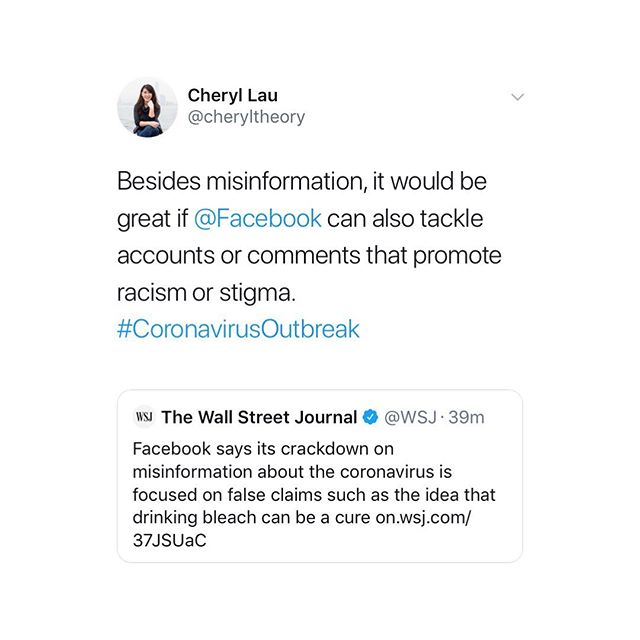 Cheryl Lau
@cheryltheory
Besides misinformation, it would be
great if @Facebook can also tackle
accounts or comments that promote
racism or stigma.
#CoronavirusOutbreak
WSJ The Wall Street Journal @WSJ · 39m
Facebook says its crackdown on
misinformation about the coronavirus is
focused on false claims such as the idea that
drinking bleach can be a cure on.wsj.com/
37JSUaC